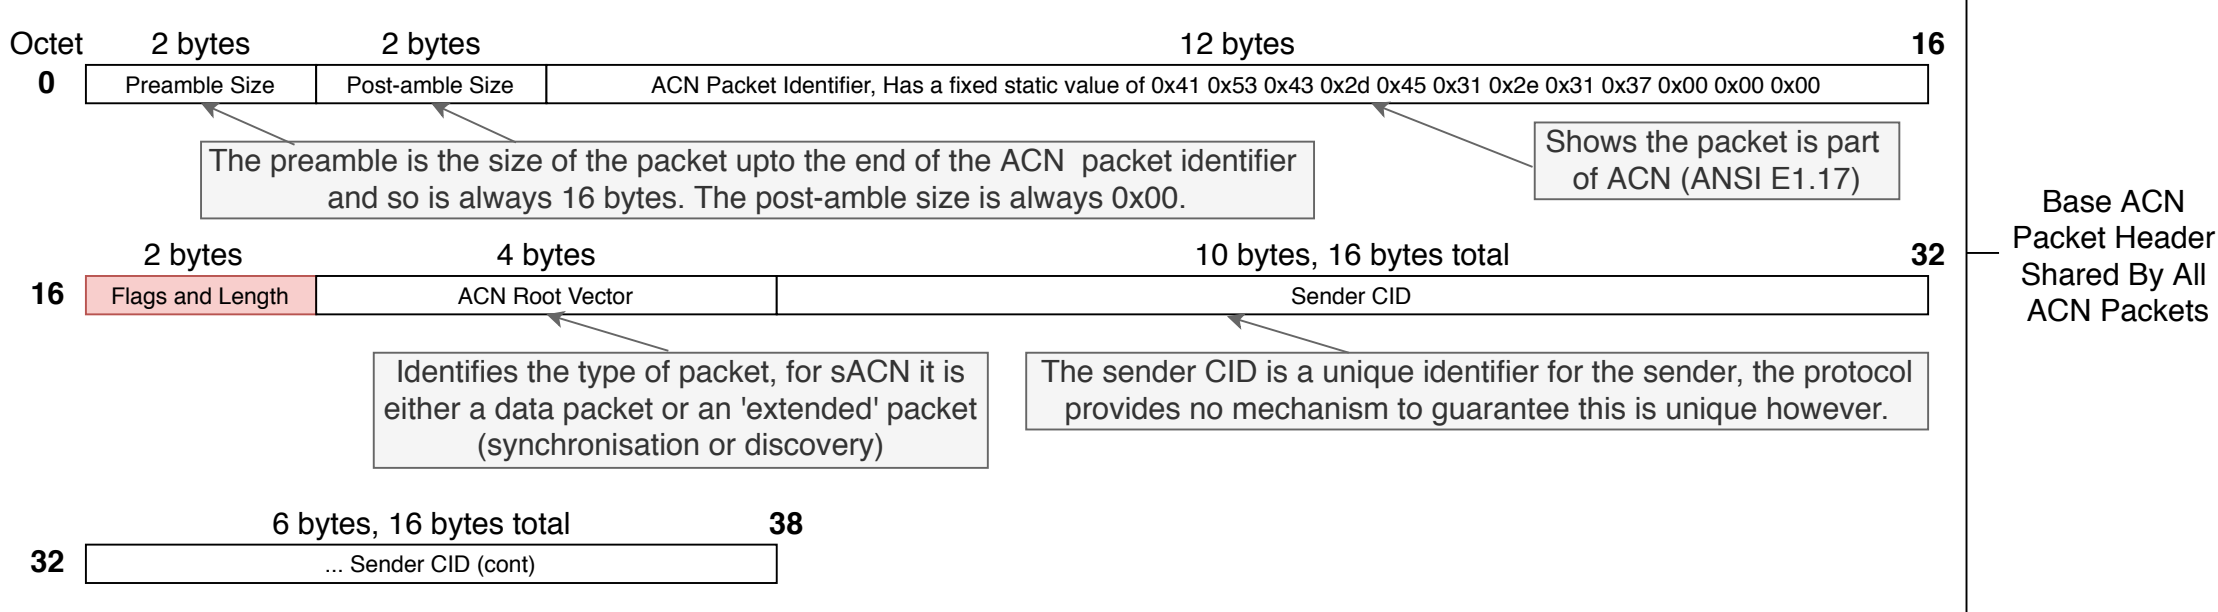 Octet 2 bytes 2 bytes 12 bytes 16
0 Preamble Size Post-amble Size ACN Packet Identifier, Has a fixed static value of 0x41 0x53 0x43 0x2d 0x45 0x31 0x2e 0x31 0x37 0x00 0x00 0x00
The preamble is the size of the packet upto the end of the ACN packet identifier
and so is always 16 bytes. The post-amble size is always 0x00.
Shows the packet is part
of ACN (ANSI E1.17)
Base ACN
Packet Header
Shared By All
ACN Packets
2 bytes 4 bytes 10 bytes, 16 bytes total 32
16 Flags and Length ACN Root Vector Sender CID
Identifies the type of packet, for sACN it is
either a data packet or an 'extended' packet
(synchronisation or discovery)
The sender CID is a unique identifier for the sender, the protocol
provides no mechanism to guarantee this is unique however.
6 bytes, 16 bytes total 38
32 ... Sender CID (cont)